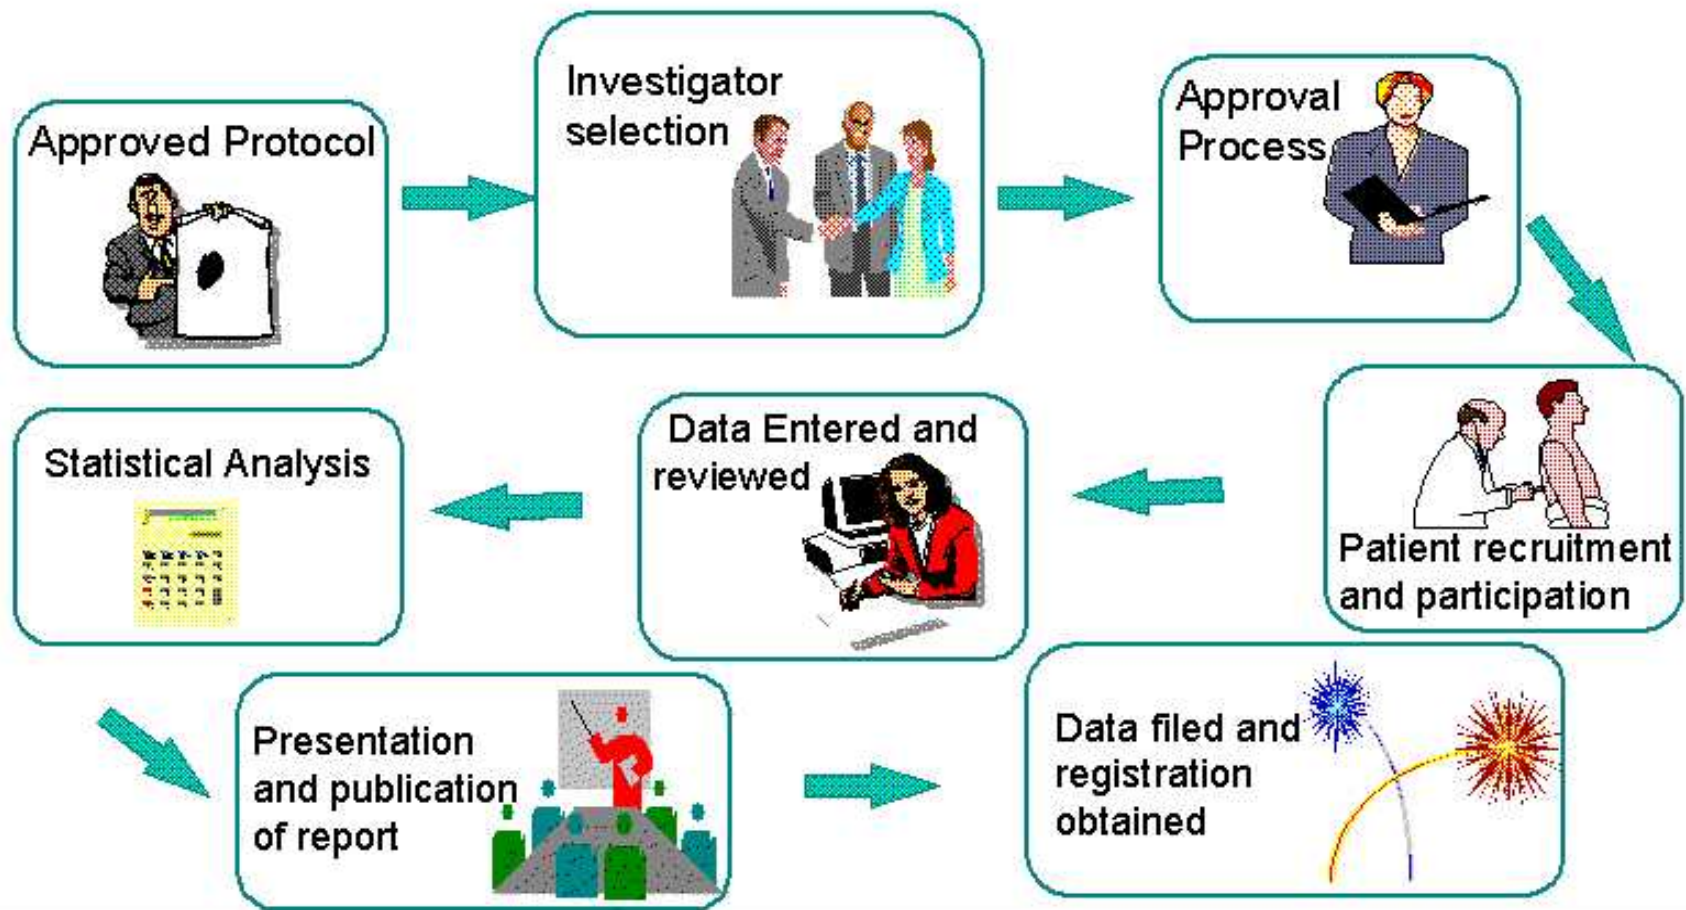 Approved Protocol
Investigator
selection
Approval
Process
Patient recruitment
and participation
Data Entered and
reviewed
Statistical Analysis
Presentation
and publication
of report
Data filed and
registration
obtained